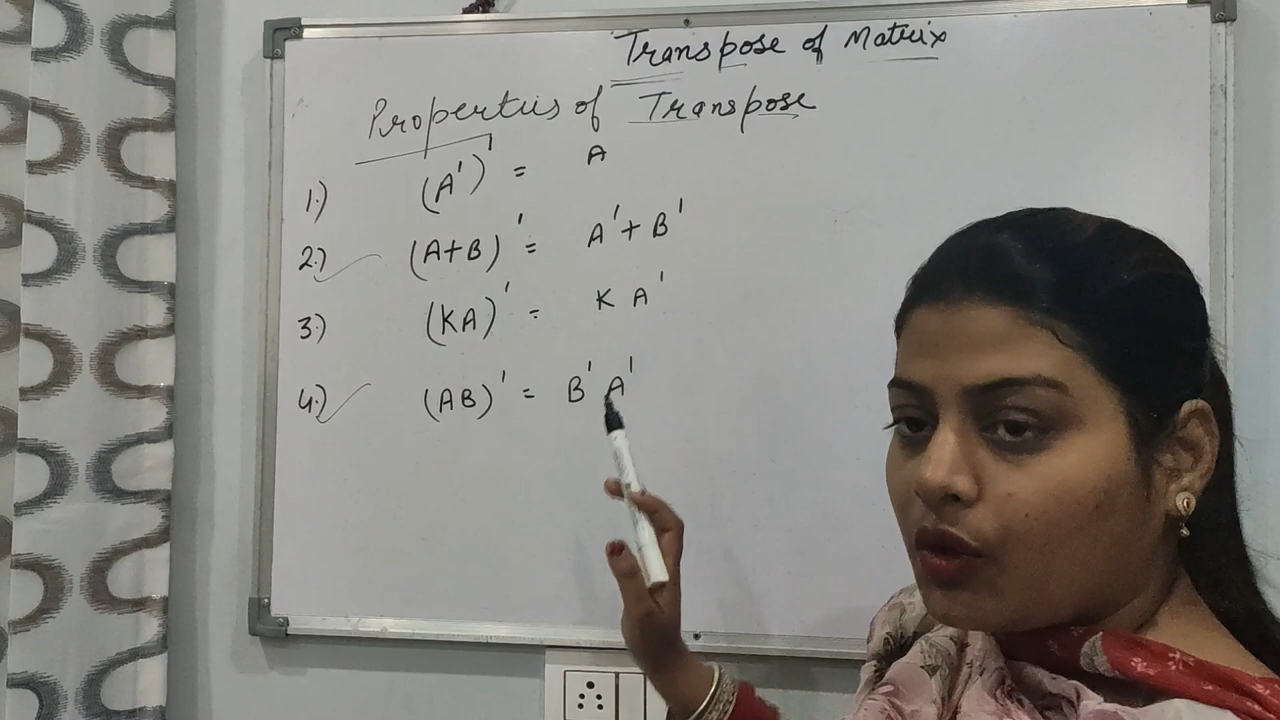 Transpose of Matrix
Properties of Transpose
1.) (A')' = A
2.) (A+B)' = A'+B'
3.) (KA)' = KA'
4.) (AB)' = B'A'